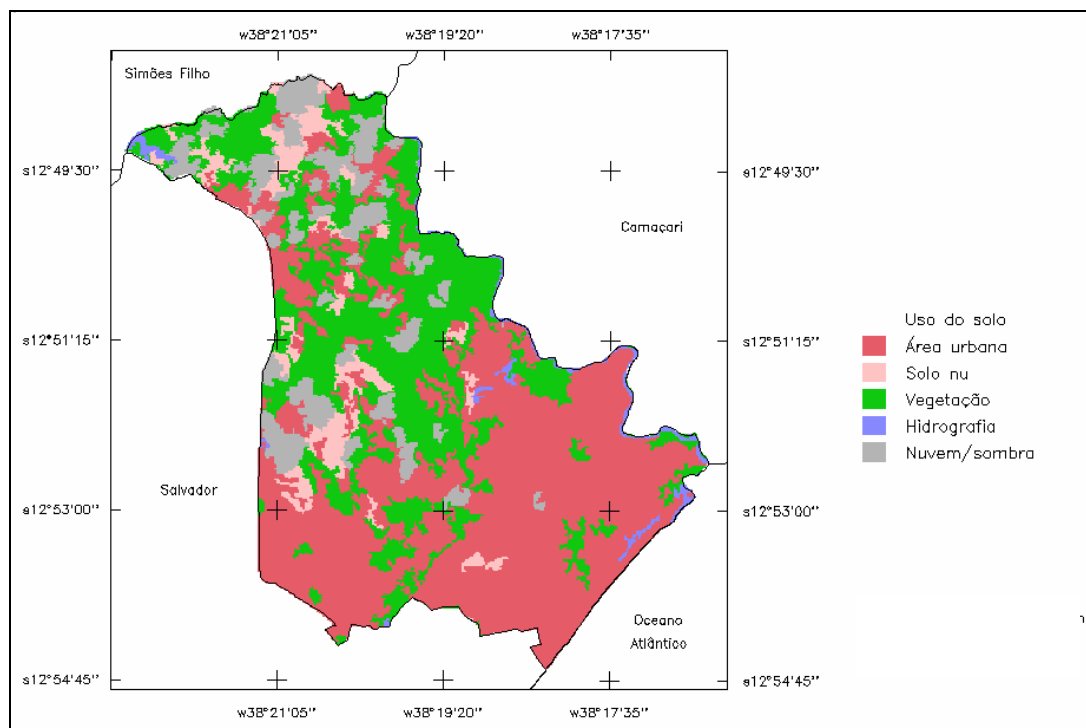 w38°21'05'' w38°19'20'' w38°17'35''
Simões Filho
s12°49'30'' s12°49'30''
Camaçari
s12°51'15'' s12°51'15''
Uso do solo
Área urbana
Solo nu
Vegetação
Hidrografia
Nuvem/sombra
Salvador
s12°53'00'' s12°53'00''
Oceano
Atlântico
s12°54'45'' s12°54'45''
w38°21'05'' w38°19'20'' w38°17'35''